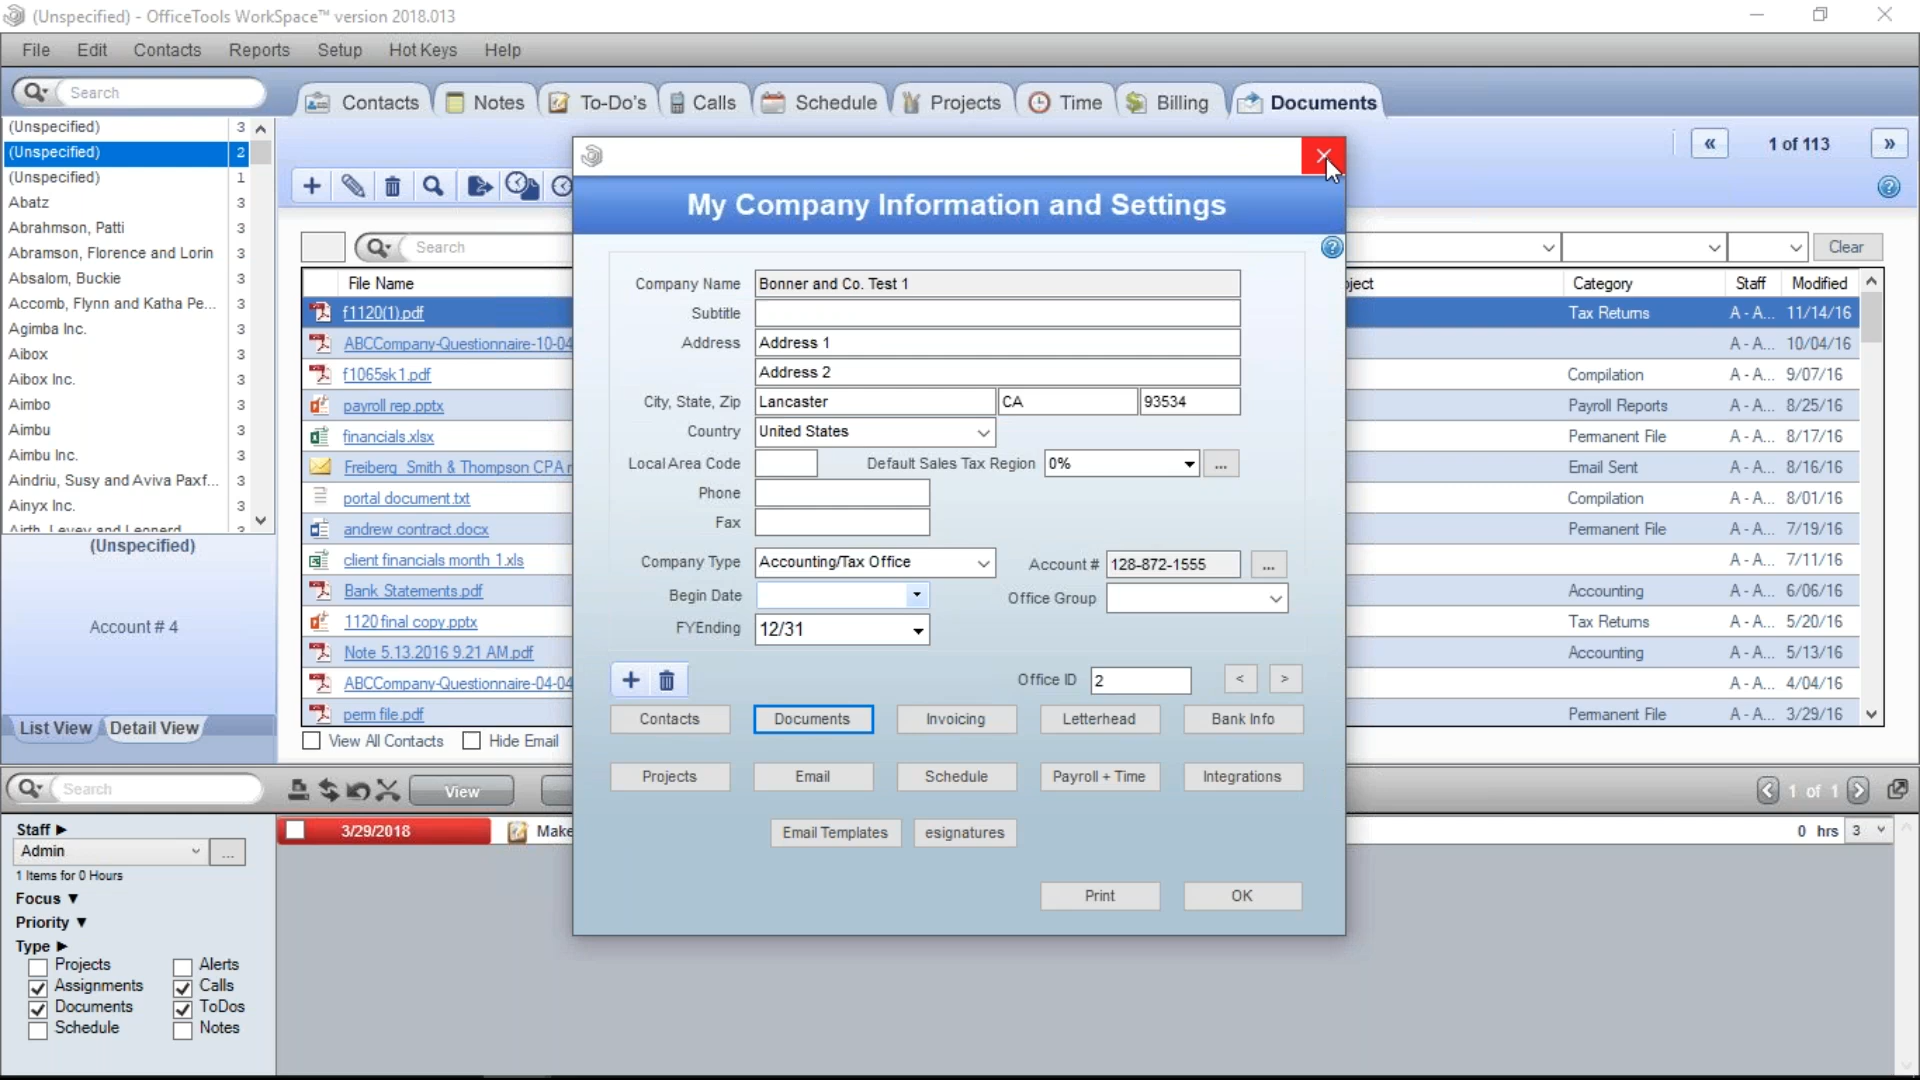 (Unspecified) - OfficeTools WorkSpace™ version 2018.013
File Edit Contacts Reports Setup Hot Keys Help
Search
Contacts Notes To-Do's Calls Schedule Projects Time Billing Documents
(Unspecified) 3
(Unspecified) 2
(Unspecified) 1
Abatz 3
Abrahmson, Patti 3
Abramson, Florence and Lorin 3
Absalom, Buckie 3
Accomb, Flynn and Katha Pe... 3
Agimba Inc. 3
Aibox 3
Aibox Inc. 3
Aimbo 3
Aimbu 3
Aimbu Inc. 3
Aindriu, Susy and Aviva Paxf... 3
Ainyx Inc. 3
(Unspecified)
Account # 4
List View Detail View
« 1 of 113 »
Search
Clear
File Name
f1120(1).pdf
ABCCompany-Questionnaire-10-04
f1065sk1.pdf
payroll rep.pptx
financials.xlsx
Freiberg Smith & Thompson CPA
portal document.txt
andrew contract.docx
client financials month 1.xls
Bank Statements.pdf
1120 final copy.pptx
Note 5.13.2016 9.21 AM.pdf
ABCCompany-Questionnaire-04-04
perm file.pdf
View All Contacts Hide Email
My Company Information and Settings
Company Name Bonner and Co. Test 1
Subtitle
Address Address 1
Address 2
City, State, Zip Lancaster CA 93534
Country United States
Local Area Code Default Sales Tax Region 0% ...
Phone
Fax
Company Type Accounting/Tax Office Account # 128-872-1555 ...
Begin Date Office Group
FYEnding 12/31
Office ID 2 < >
Contacts Documents Invoicing Letterhead Bank Info
Projects Email Schedule Payroll + Time Integrations
Email Templates esignatures
Print OK
ject Category Staff Modified
Tax Returns A - A... 11/14/16
A - A... 10/04/16
Compilation A - A... 9/07/16
Payroll Reports A - A... 8/25/16
Permanent File A - A... 8/17/16
Email Sent A - A... 8/16/16
Compilation A - A... 8/01/16
Permanent File A - A... 7/19/16
A - A... 7/11/16
Accounting A - A... 6/06/16
Tax Returns A - A... 5/20/16
Accounting A - A... 5/13/16
A - A... 4/04/16
Permanent File A - A... 3/29/16
Search
View
1 of 1
Staff
Admin ...
1 Items for 0 Hours
Focus
Priority
Type
Projects Alerts
Assignments Calls
Documents ToDos
Schedule Notes
3/29/2018 Make
0 hrs 3